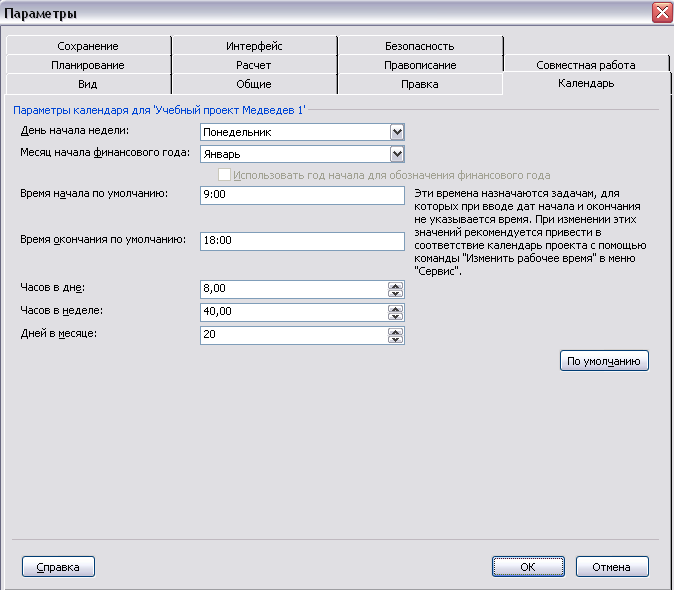 Параметры
Сохранение
Интерфейс
Безопасность
Планирование
Расчет
Правописание
Совместная работа
Вид
Общие
Правка
Календарь
Параметры календаря для 'Учебный проект Медведев 1'
День начала недели:
Понедельник
Месяц начала финансового года:
Январь
Использовать год начала для обозначения финансового года
Время начала по умолчанию:
9:00
Эти времена назначаются задачам, для
которых при вводе дат начала и окончания
не указывается время. При изменении этих
значений рекомендуется привести в
соответствие календарь проекта с помощью
команды "Изменить рабочее время" в меню
"Сервис".
Время окончания по умолчанию:
18:00
Часов в дне:
8,00
Часов в неделе:
40,00
Дней в месяце:
20
По умолчанию
Справка
ОК
Отмена